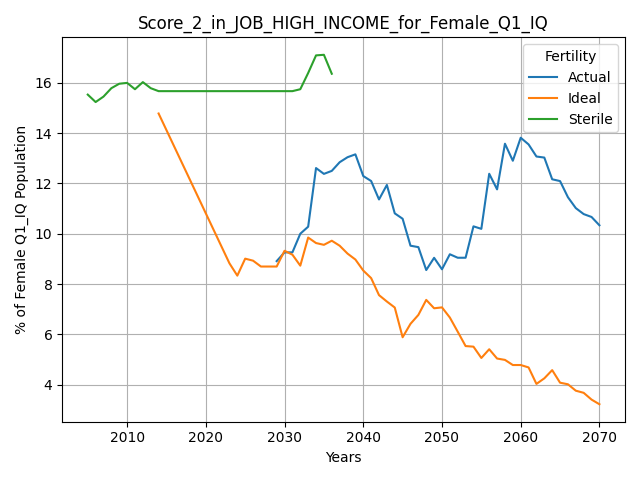 Score_2_in_JOB_HIGH_INCOME_for_Female_Q1_IQ
Fertility
Actual
Ideal
Sterile
% of Female Q1_IQ Population
16
14
12
10
8
6
4
2010 2020 2030 2040 2050 2060 2070
Years